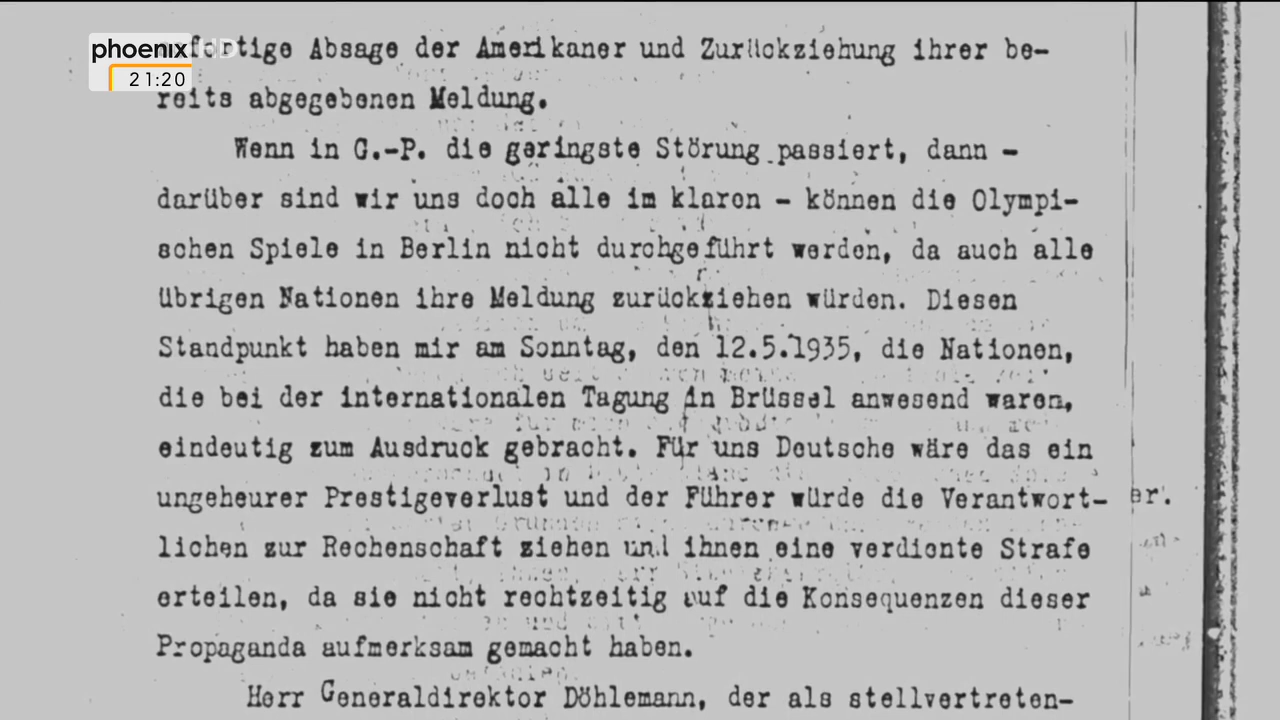 phoenix HD
21:20
fortige Absage der Amerikaner und Zurückziehung ihrer be-
reits abgegebenen Meldung.
Wenn in G.-P. die geringste Störung passiert, dann -
darüber sind wir uns doch alle im klaren - können die Olympi-
schen Spiele in Berlin nicht durchgeführt werden, da auch alle
übrigen Nationen ihre Meldung zurückziehen würden. Diesen
Standpunkt haben mir am Sonntag, den 12.5.1935, die Nationen,
die bei der internationalen Tagung in Brüssel anwesend waren,
eindeutig zum Ausdruck gebracht. Für uns Deutsche wäre das ein
ungeheurer Prestigeverlust und der Führer würde die Verantwort- er.
lichen zur Rechenschaft ziehen und ihnen eine verdiente Strafe
erteilen, da sie nicht rechtzeitig auf die Konsequenzen dieser
Propaganda aufmerksam gemacht haben.
Herr Generaldirektor Döhlemann, der als stellvertreten-